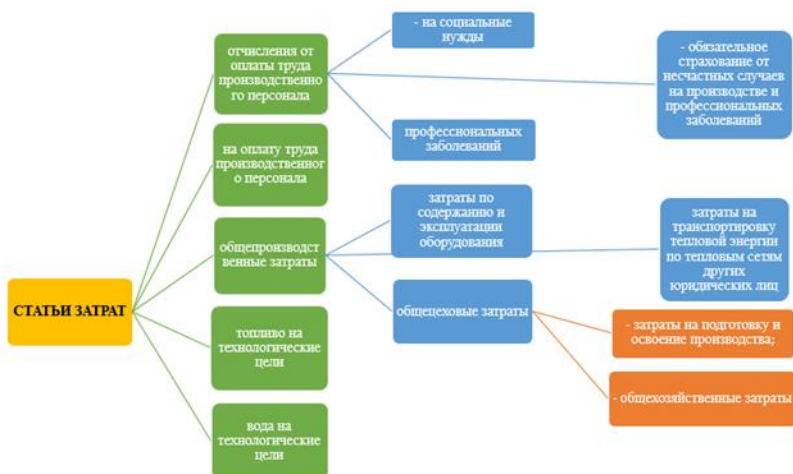 СТАТЬИ ЗАТРАТ
отчисления от
оплаты труда
производственно
го персонала
- на социальные
нужды
- обязательное
страхование от
несчастных случаев
на производстве и
профессиональных
заболеваний
профессиональных
заболеваний
на оплату труда
производственног
о персонала
общепроизводст
венные затраты
затраты по
содержанию и
эксплуатации
оборудования
затраты на
транспортировку
тепловой энергии
по тепловым сетям
других
юридических лиц
общецеховые затраты
- затраты на подготовку и
освоение производства;
- общехозяйственные затраты
топливо на
технологические
цели
вода на
технологические
цели